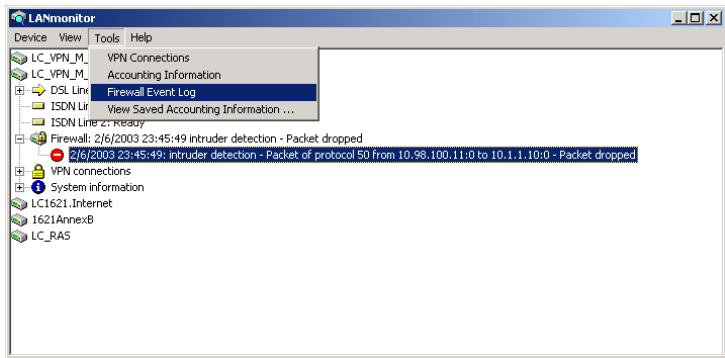 LANmonitor
Device View Tools Help
LC_VPN_M_
VPN Connections
LC_VPN_M_
Accounting Information
DSL Line
Firewall Event Log
ISDN Lin
View Saved Accounting Information ...
ISDN Line 2: Ready
Firewall: 2/6/2003 23:45:49 intruder detection - Packet dropped
2/6/2003 23:45:49: intruder detection - Packet of protocol 50 from 10.98.100.11:0 to 10.1.1.10:0 - Packet dropped
VPN connections
System information
LC1621.Internet
1621AnnexB
LC_RAS